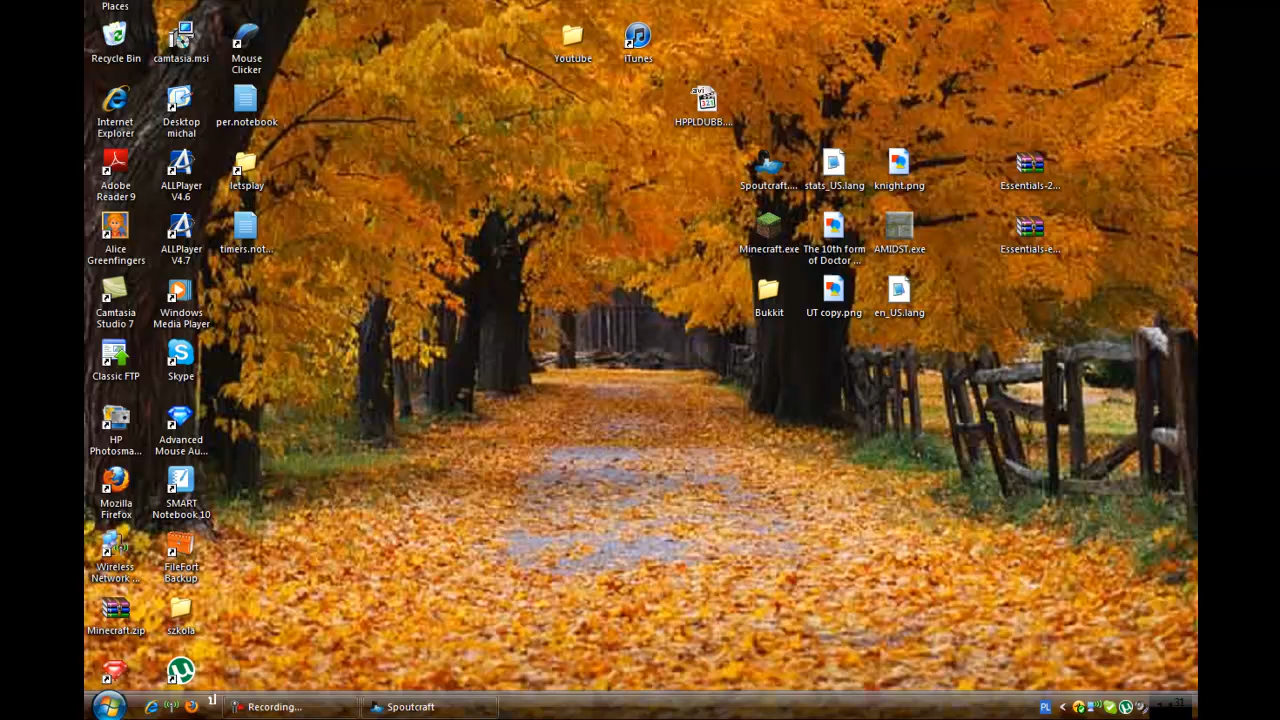 Places
Recycle Bin
camtasia.msi
Mouse
Clicker
Youtube
iTunes
avi
321
HPPLDUBB....
Internet
Explorer
Desktop
michal
per.notebook
Adobe
Reader 9
ALLPlayer
V4.6
letsplay
Spoutcraft....
stats_US.lang
knight.png
Essentials-2...
Alice
Greenfingers
ALLPlayer
V4.7
timers.not...
Minecraft.exe
The 10th form
of Doctor ...
AMIDST.exe
Essentials-e...
Camtasia
Studio 7
Windows
Media Player
Bukkit
UT copy.png
en_US.lang
Classic FTP
Skype
HP
Photosma...
Advanced
Mouse Au...
Mozilla
Firefox
SMART
Notebook 10
Wireless
Network ...
FileFort
Backup
Minecraft.zip
szkola
Recording...
Spoutcraft
PL